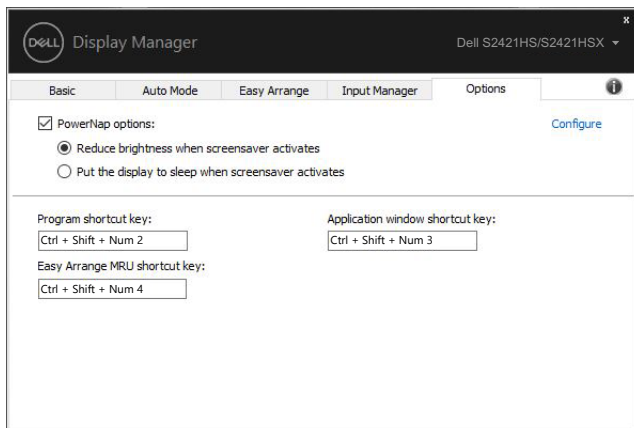 x
DELL Display Manager Dell S2421HS/S2421HSX
Basic Auto Mode Easy Arrange Input Manager Options i
PowerNap options: Configure
Reduce brightness when screensaver activates
Put the display to sleep when screensaver activates
Program shortcut key: Application window shortcut key:
Ctrl + Shift + Num 2 Ctrl + Shift + Num 3
Easy Arrange MRU shortcut key:
Ctrl + Shift + Num 4